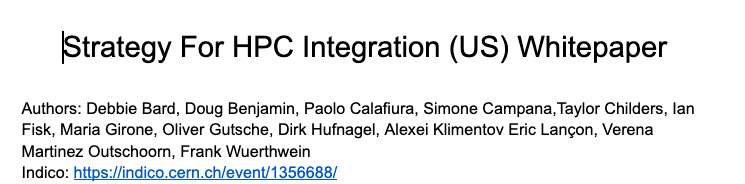 Strategy For HPC Integration (US) Whitepaper
Authors: Debbie Bard, Doug Benjamin, Paolo Calafiura, Simone Campana,Taylor Childers, Ian
Fisk, Maria Girone, Oliver Gutsche, Dirk Hufnagel, Alexei Klimentov Eric Lançon, Verena
Martinez Outschoorn, Frank Wuerthwein
Indico: https://indico.cern.ch/event/1356688/